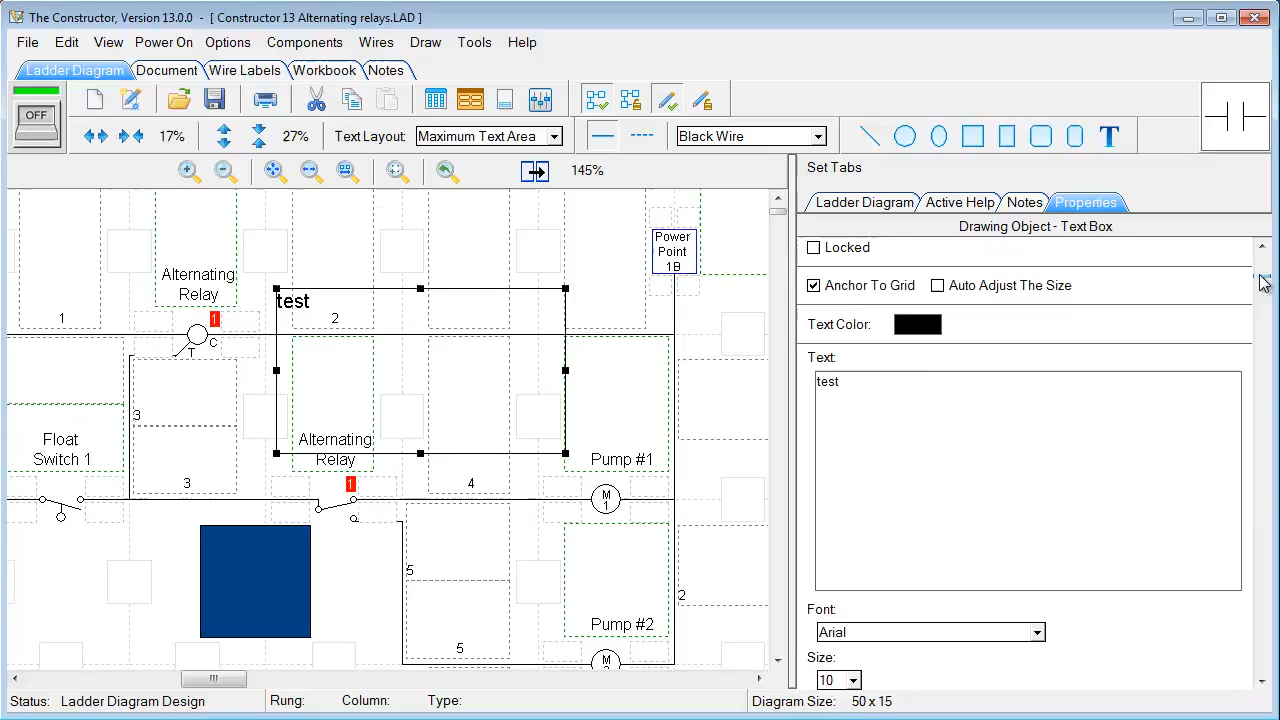 The Constructor, Version 13.0.0 - [ Constructor 13 Alternating relays.LAD ]
File Edit View Power On Options Components Wires Draw Tools Help
Ladder Diagram Document Wire Labels Workbook Notes
OFF
17% 27% Text Layout: Maximum Text Area Black Wire T
145%
Set Tabs
Ladder Diagram Active Help Notes Properties
Drawing Object - Text Box
Locked
Anchor To Grid Auto Adjust The Size
Text Color:
Text:
test
Font:
Arial
Size:
10
Power
Point
1B
Alternating
Relay
1
1
T
C
test
2
3
3
Float
Switch 1
Alternating
Relay
1
4
Pump #1
M
1
5
5
2
Pump #2
M
Status: Ladder Diagram Design Rung: Column: Type: Diagram Size: 50 x 15